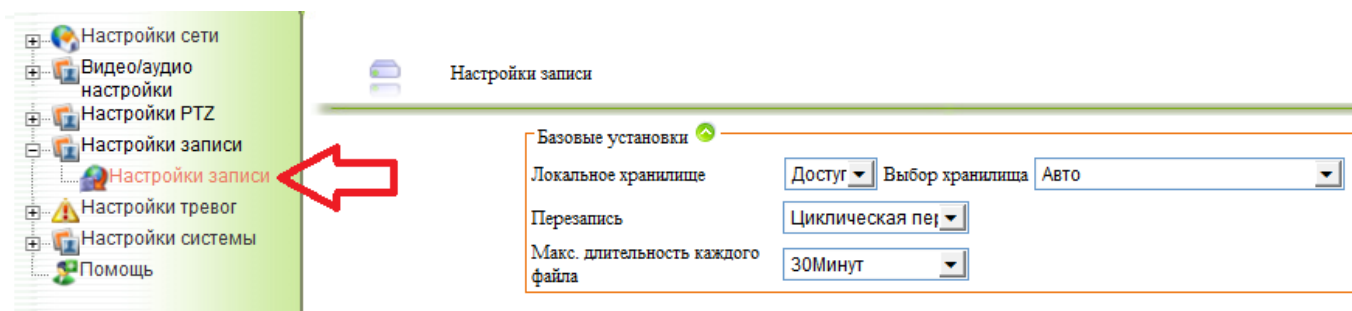 Настройки сети
Видео/аудио
настройки
Настройки PTZ
Настройки записи
Настройки записи
Настройки тревог
Настройки системы
Помощь
Настройки записи
Базовые установки
Локальное хранилище Достуг Выбор хранилища Авто
Перезапись Циклическая пер
Макс. длительность каждого
файла
30Минут